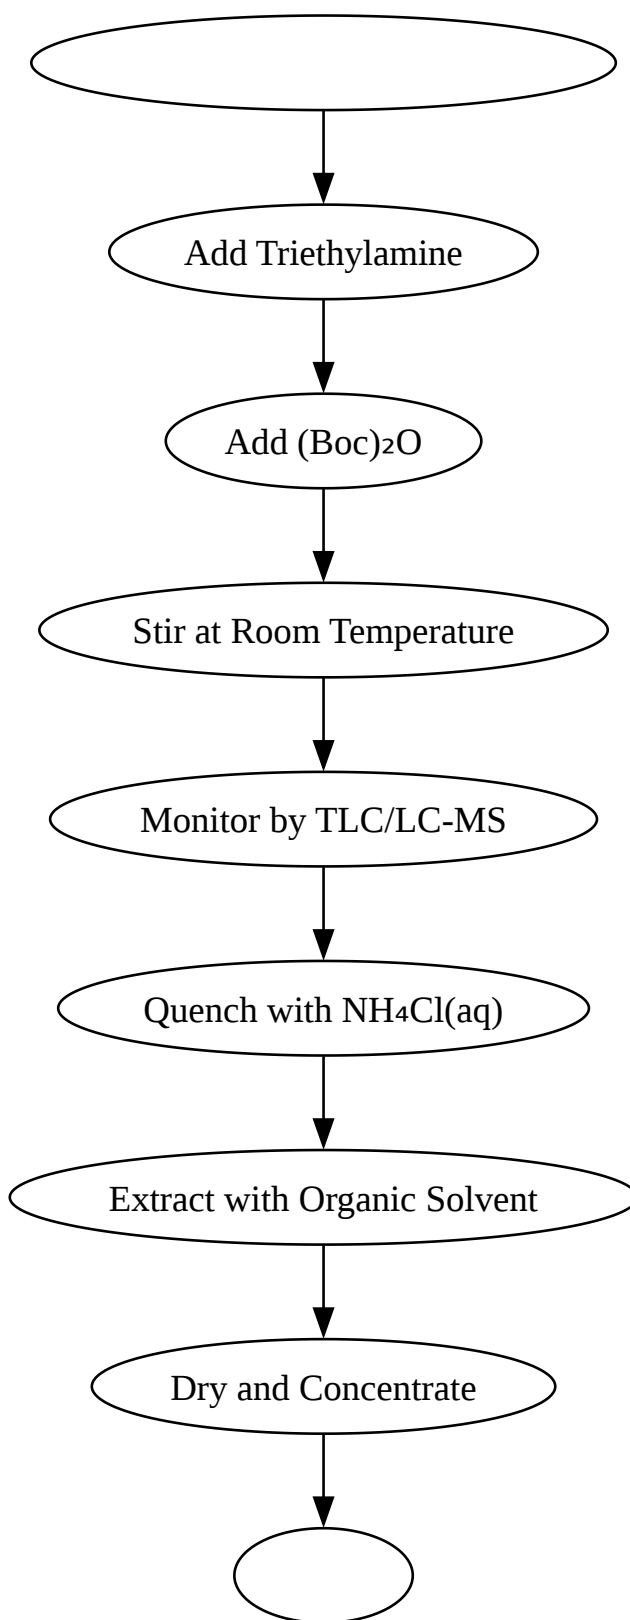 Add Triethylamine
Add (Boc)₂O
Stir at Room Temperature
Monitor by TLC/LC-MS
Quench with NH₄Cl(aq)
Extract with Organic Solvent
Dry and Concentrate